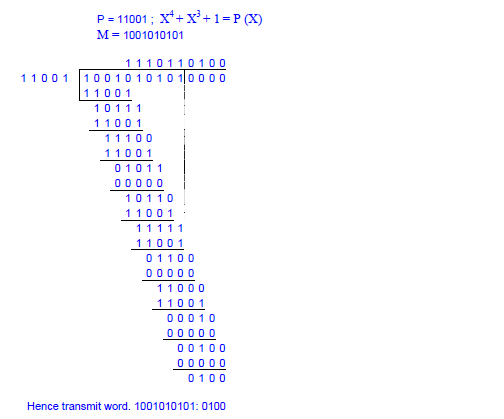 P = 11001 ; X⁴ + X³ + 1 = P (X)
M = 1001010101
1 1 1 0 1 1 0 1 0 0
1 1 0 0 1 1 0 0 1 0 1 0 1 0 1 0 0 0 0
1 1 0 0 1
1 0 1 1 1
1 1 0 0 1
1 1 1 0 0
1 1 0 0 1
0 1 0 1 1
0 0 0 0 0
1 0 1 1 0
1 1 0 0 1
1 1 1 1 1
1 1 0 0 1
0 1 1 0 0
0 0 0 0 0
1 1 0 0 0
1 1 0 0 1
0 0 0 1 0
0 0 0 0 0
0 0 1 0 0
0 0 0 0 0
0 1 0 0
Hence transmit word. 1001010101: 0100